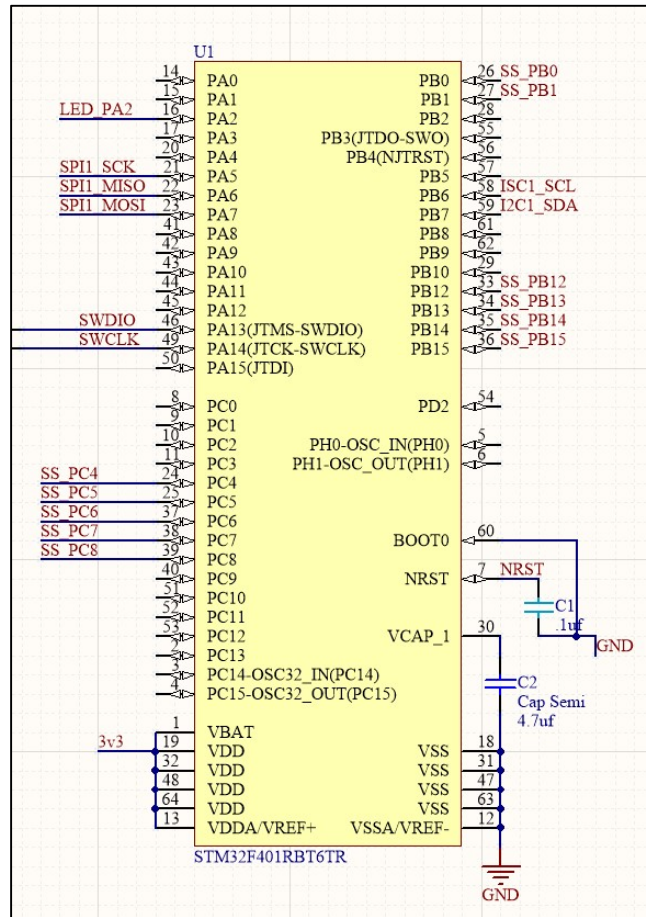 U1
14 PA0 PB0 26 SS_PB0
15 PA1 PB1 27 SS_PB1
LED_PA2 16 PA2 PB2 28
17 PA3 PB3(JTDO-SWO) 55
20 PA4 PB4(NJTRST) 56
SPI1_SCK 21 PA5 PB5 57
SPI1_MISO 22 PA6 PB6 58 ISC1_SCL
SPI1_MOSI 23 PA7 PB7 59 I2C1_SDA
41 PA8 PB8 61
42 PA9 PB9 62
43 PA10 PB10 29
44 PA11 PB12 33 SS_PB12
45 PA12 PB13 34 SS_PB13
SWDIO 46 PA13(JTMS-SWDIO) PB14 35 SS_PB14
SWCLK 49 PA14(JTCK-SWCLK) PB15 36 SS_PB15
50 PA15(JTDI)
8 PC0 PD2 54
9 PC1
10 PC2 PH0-OSC_IN(PH0) 5
11 PC3 PH1-OSC_OUT(PH1) 6
SS_PC4 24 PC4
SS_PC5 25 PC5
SS_PC6 37 PC6
SS_PC7 38 PC7 BOOT0 60
SS_PC8 39 PC8
40 PC9 NRST 7 NRST
51 PC10 C1
52 PC11 .1uf
53 PC12 VCAP_1 30 GND
2 PC13
3 PC14-OSC32_IN(PC14) C2
4 PC15-OSC32_OUT(PC15) Cap Semi
4.7uf
1 VBAT
3v3 19 VDD VSS 18
32 VDD VSS 31
48 VDD VSS 47
64 VDD VSS 63
13 VDDA/VREF+ VSSA/VREF- 12
STM32F401RBT6TR
GND